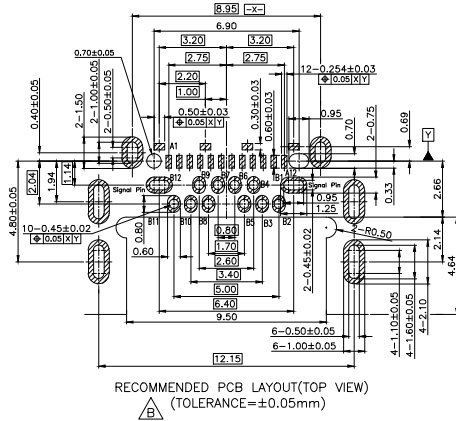 8.95 -X-
6.90
3.20 3.20
2.75 2.75
2.20
1.00
0.70±0.05
0.50±0.03
⌖ 0.05 X Y
0.30±0.03
0.60±0.03
12-0.254±0.03
⌖ 0.05 X Y
0.95
0.70
2-0.75
0.69
Y
0.40±0.05
2-1.50
2-1.00±0.05
2-0.50±0.05
A1
A12
B12
B9
B7
B6
B4
B1
Signal Pin
Signal Pin
0.33
0.95
1.25
2.66
2.14
4.64
4.80±0.05
2.04
1.94
1.14
10-0.45±0.02
⌖ 0.05 X Y
0.80
0.60
B11
B10
B8
B5
B3
B2
0.80
1.70
2.60
3.40
5.00
6.40
9.50
12.15
2-0.45±0.02
2-R0.50
6-0.50±0.05
6-1.00±0.05
4-1.10±0.05
4-1.60±0.05
4-2.10
RECOMMENDED PCB LAYOUT(TOP VIEW)
B (TOLERANCE=±0.05mm)